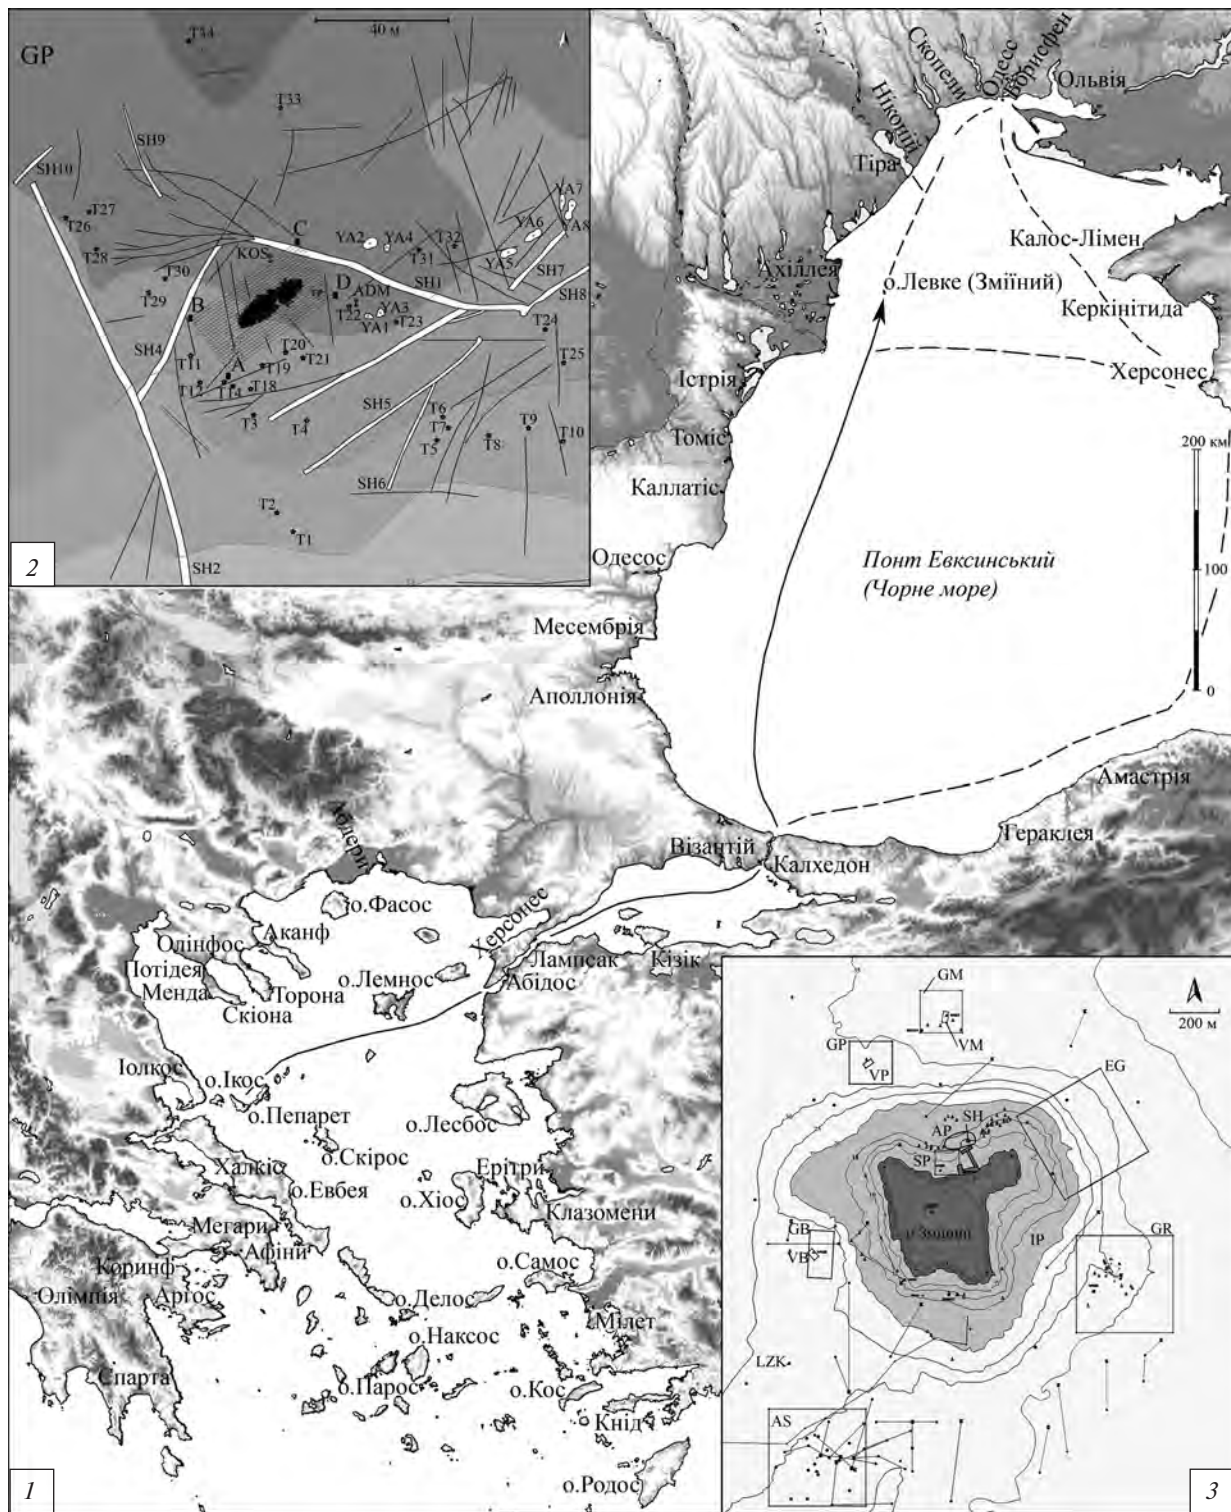 GP
T34
40 м
T33
SH9
SH10
T27
T26
T28
T30
T29
KOS
C
YA2
YA4
T32
T31
YA7
YA6
YA8
YA5
SH7
SH1
SH8
D
ADM
TP
T22
YA3
YA1
T23
B
SH4
T11
A
T20
T21
T19
T12
T14
T18
T24
T25
T3
T4
SH5
T6
T7
T5
T8
T9
T10
SH6
T2
T1
SH2
2
Скопели
Одесс
Борисфен
Ольвія
Ніконій
Тіра
Калос-Лімен
Ахіллея
о.Левке (Зміїний)
Керкінітида
Херсонес
Істрія
Томіс
200 км
Каллатіс
Одесос
Понт Евксинський
(Чорне море)
100
Месембрія
Аполлонія
0
Амастрія
Гераклея
Візантій
Калхедон
Абдери
о.Фасос
Херсонес
Аканф
Олінфос
Потідея
Менда
Торона
Скіона
о.Лемнос
Лампсак
Кізік
Абідос
Іолкос
о.Ікос
о.Пепарет
о.Лесбос
о.Скірос
Халкіс
Ерітри
о.Евбея
о.Хіос
Клазомени
Мегари
Афіни
Коринф
о.Самос
Олімпія
Аргос
о.Делос
Мілет
о.Наксос
Спарта
о.Парос
о.Кос
Кнід
о.Родос
1
GM
200 м
VM
GP
VP
EG
SH
AP
SP
о.Зміїний
IP
GB
VB
GR
LZK
AS
3